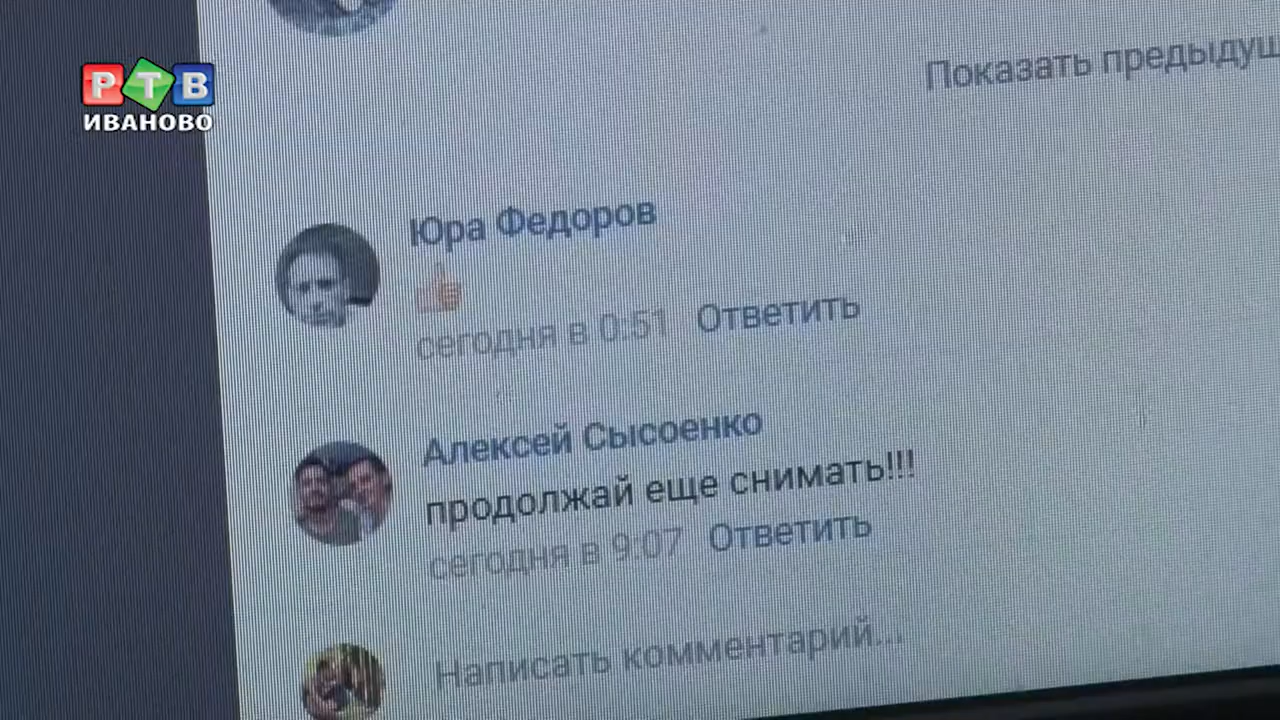 РТВ
ИВАНОВО
Показать предыдущ
Юра Федоров
сегодня в 0:51 Ответить
Алексей Сысоенко
продолжай еще снимать!!!
сегодня в 9:07 Ответить
Написать комментарий...